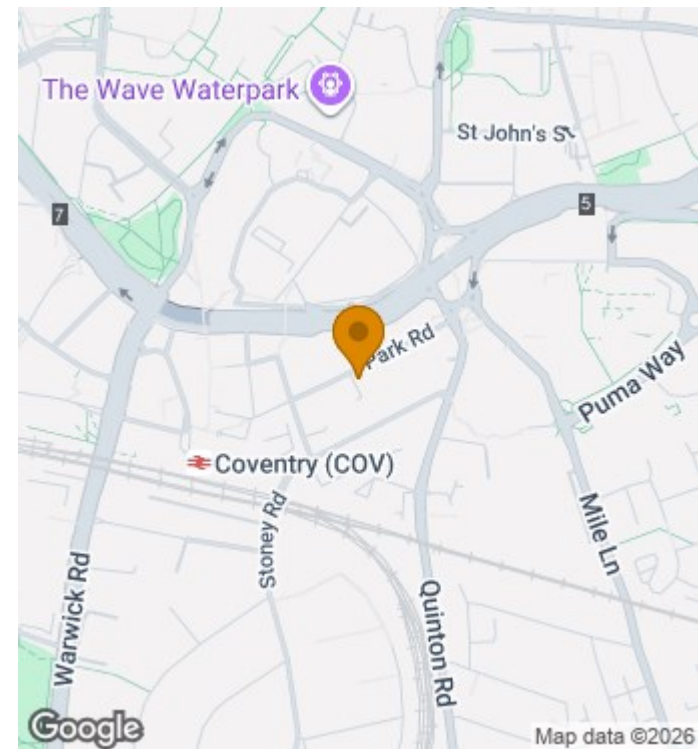 The Wave Waterpark
St John's S
7
5
Park Rd
Puma Way
Coventry (COV)
Stoney Rd
Mile Ln
Warwick Rd
Quinton Rd
Google
Map data ©2026